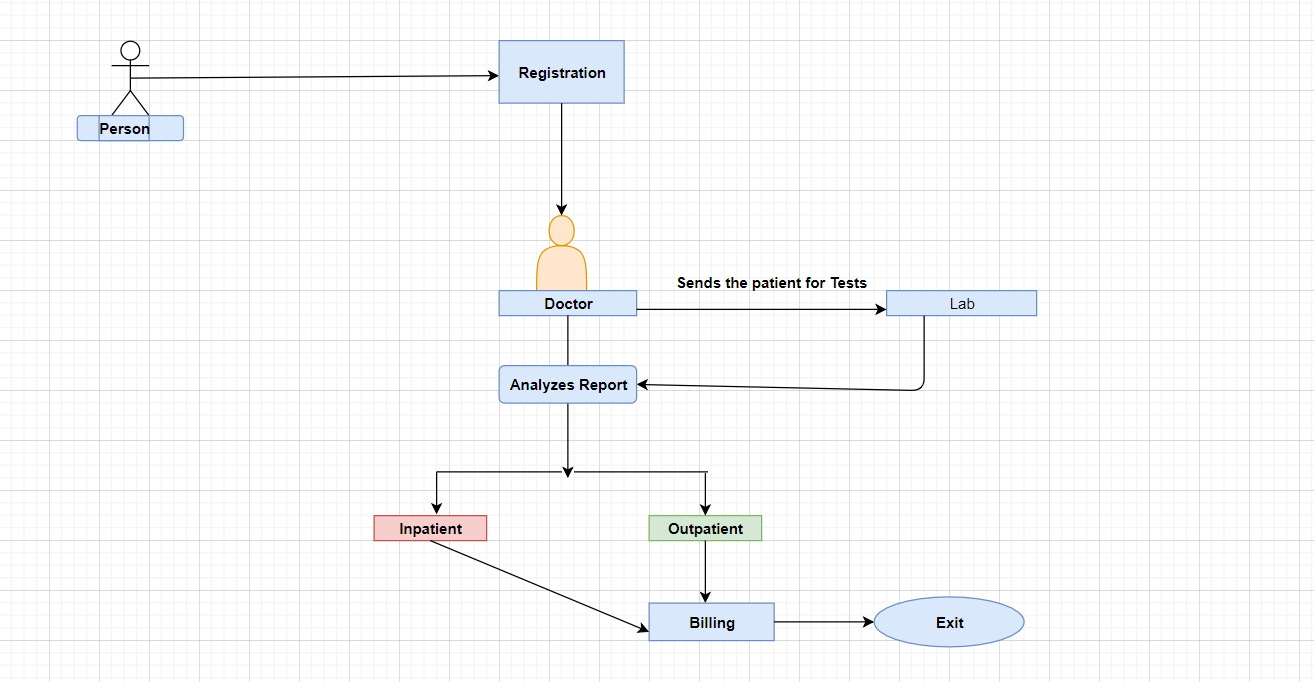 Registration
Person
Sends the patient for Tests
Doctor
Lab
Analyzes Report
Inpatient
Outpatient
Billing
Exit